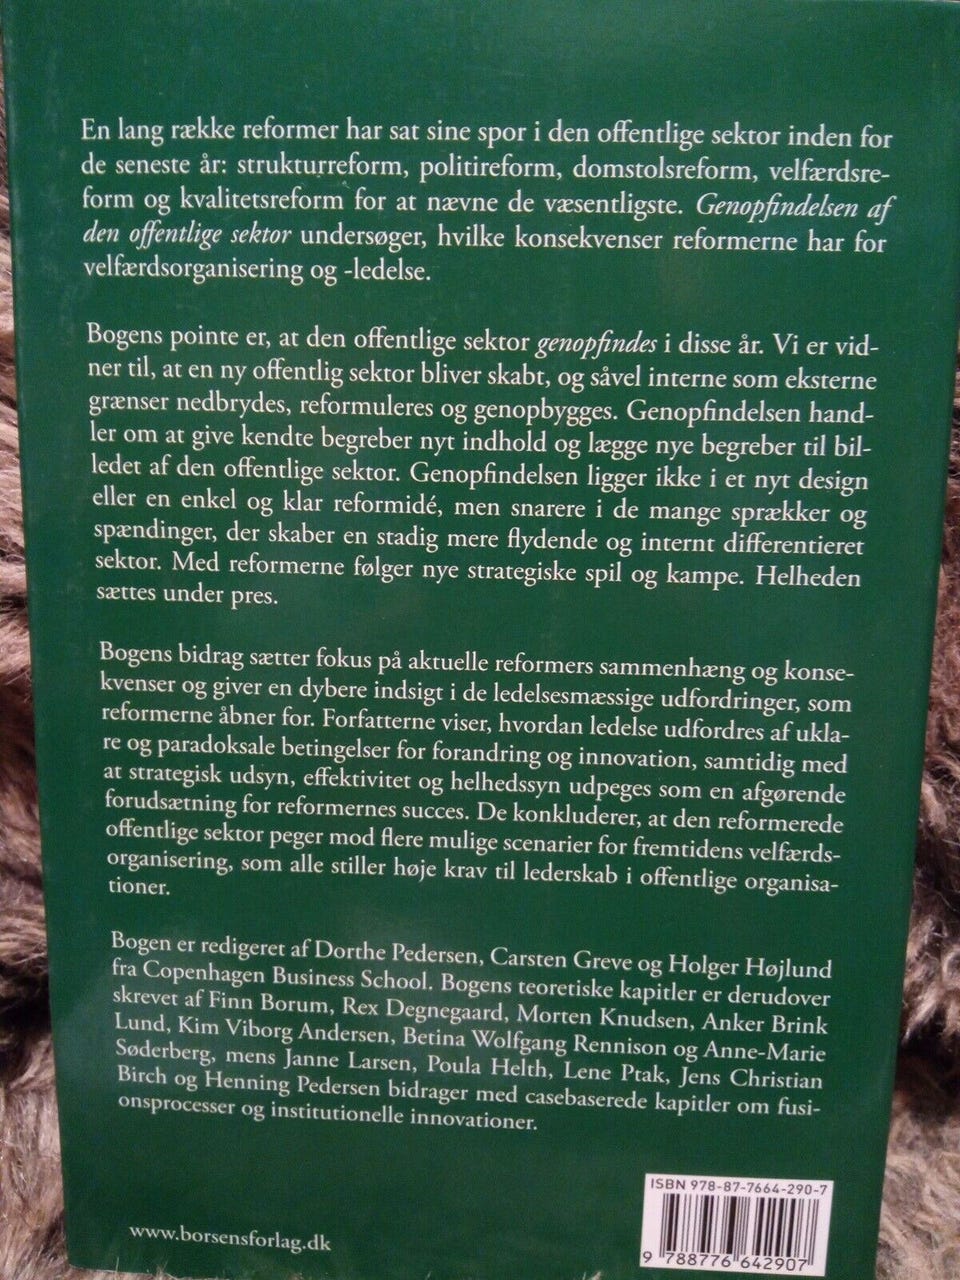 En lang række reformer har sat sine spor i den offentlige sektor inden for
de seneste år: strukturreform, politireform, domstolsreform, velfærdsre-
form og kvalitetsreform for at nævne de væsentligste. Genopfindelsen af
den offentlige sektor undersøger, hvilke konsekvenser reformerne har for
velfærdsorganisering og -ledelse.
Bogens pointe er, at den offentlige sektor genopfindes i disse år. Vi er vid-
ner til, at en ny offentlig sektor bliver skabt, og såvel interne som eksterne
grænser nedbrydes, reformuleres og genopbygges. Genopfindelsen hand-
ler om at give kendte begreber nyt indhold og lægge nye begreber til bil-
ledet af den offentlige sektor. Genopfindelsen ligger ikke i et nyt design
eller en enkel og klar reformidé, men snarere i de mange sprækker og
spændinger, der skaber en stadig mere flydende og internt differentieret
sektor. Med reformerne følger nye strategiske spil og kampe. Helheden
sættes under pres.
Bogens bidrag sætter fokus på aktuelle reformers sammenhæng og konse-
kvenser og giver en dybere indsigt i de ledelsesmæssige udfordringer, som
reformerne åbner for. Forfatterne viser, hvordan ledelse udfordres af ukla-
re og paradoksale betingelser for forandring og innovation, samtidig med
at strategisk udsyn, effektivitet og helhedssyn udpeges som en afgørende
forudsætning for reformernes succes. De konkluderer, at den reformerede
offentlige sektor peger mod flere mulige scenarier for fremtidens velfærds-
organisering, som alle stiller høje krav til lederskab i offentlige organisa-
tioner.
Bogen er redigeret af Dorthe Pedersen, Carsten Greve og Holger Højlund
fra Copenhagen Business School. Bogens teoretiske kapitler er derudover
skrevet af Finn Borum, Rex Degnegaard, Morten Knudsen, Anker Brink
Lund, Kim Viborg Andersen, Betina Wolfgang Rennison og Anne-Marie
Søderberg, mens Janne Larsen, Poula Helth, Lene Ptak, Jens Christian
Birch og Henning Pedersen bidrager med casebaserede kapitler om fusi-
onsprocesser og institutionelle innovationer.
ISBN 978-87-7664-290-7
www.borsensforlag.dk
9 788776 642907